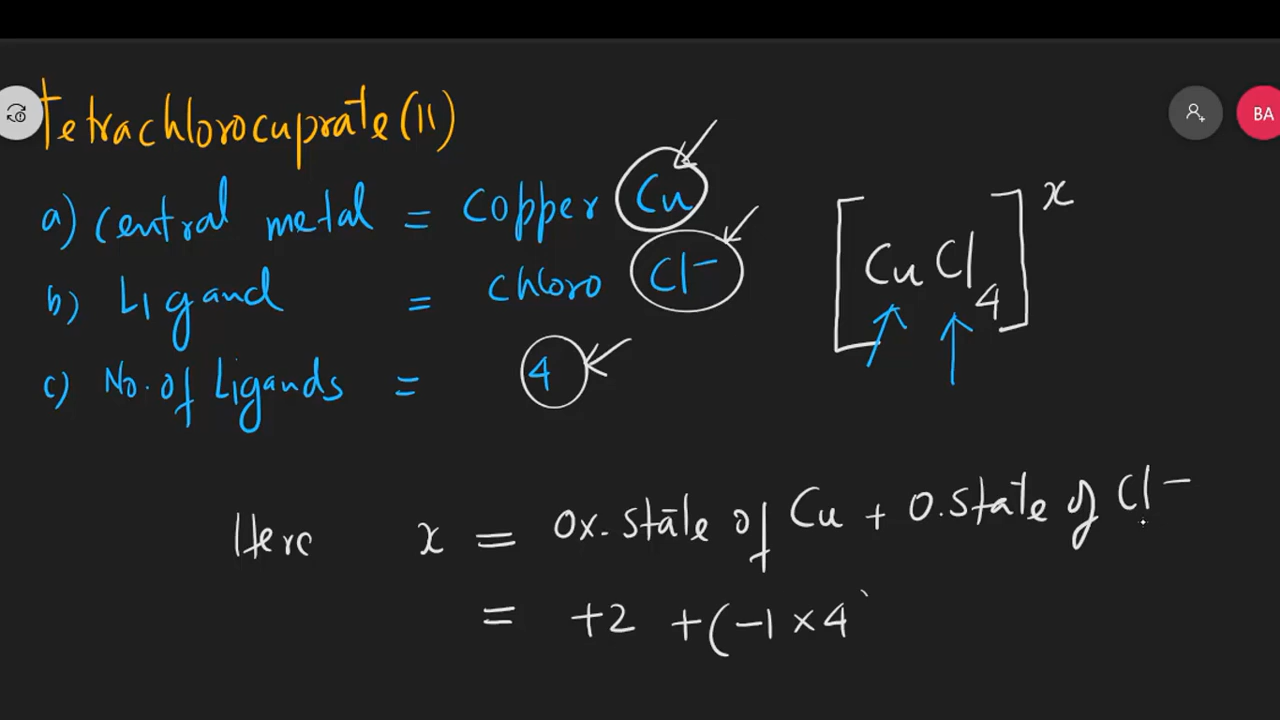 Tetrachlorocuprate(II)
a) Central metal = Copper Cu
b) Ligand = Chloro Cl⁻
c) No. of Ligands = 4
[CuCl₄]ˣ
Here x = Ox. state of Cu + O. state of Cl⁻
= +2 + (-1 × 4)
BA